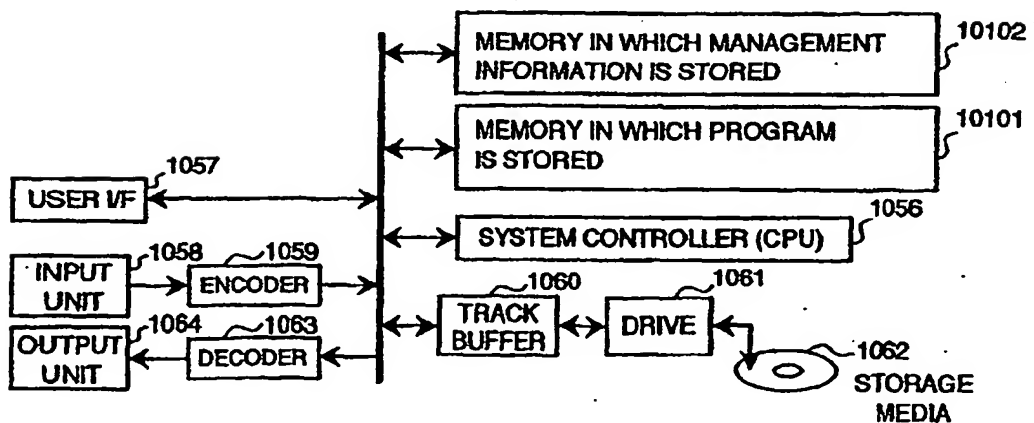 MEMORY IN WHICH MANAGEMENT
INFORMATION IS STORED
10102
MEMORY IN WHICH PROGRAM
IS STORED
10101
1057
USER I/F
1056
SYSTEM CONTROLLER (CPU)
1058
INPUT
UNIT
1059
ENCODER
1060
TRACK
BUFFER
1061
DRIVE
1064
OUTPUT
UNIT
1063
DECODER
1062
STORAGE
MEDIA